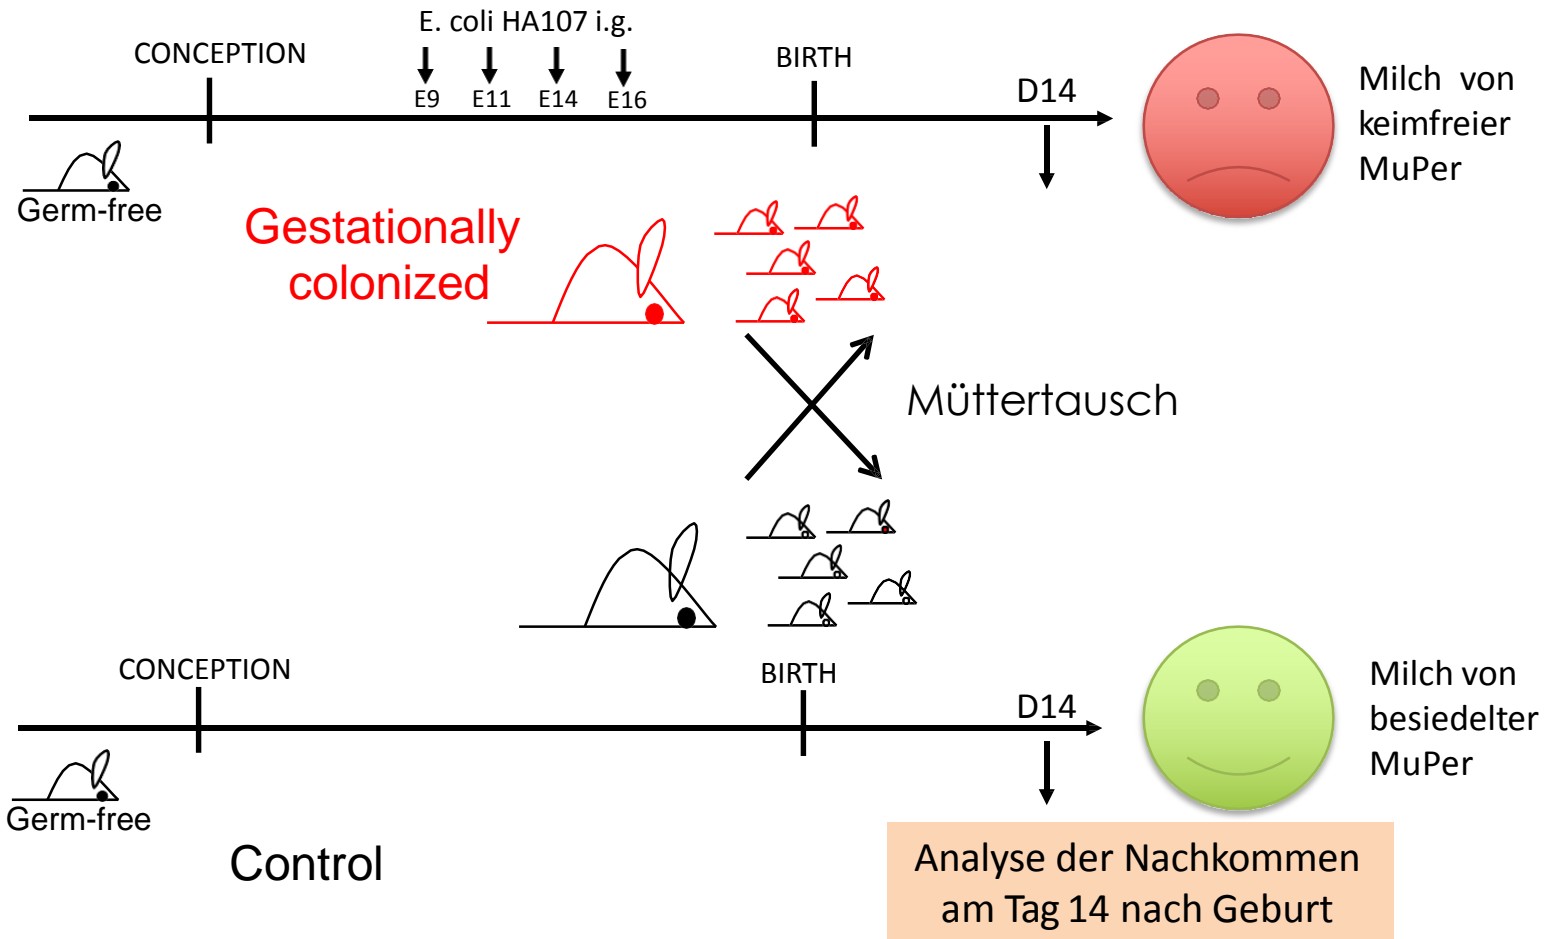 E. coli HA107 i.g.
CONCEPTION
BIRTH
E9 E11 E14 E16
D14
Milch von
keimfreier
MuPer
Germ-free
Gestationally
colonized
Müttertausch
CONCEPTION
BIRTH
D14
Milch von
besiedelter
MuPer
Germ-free
Control
Analyse der Nachkommen
am Tag 14 nach Geburt